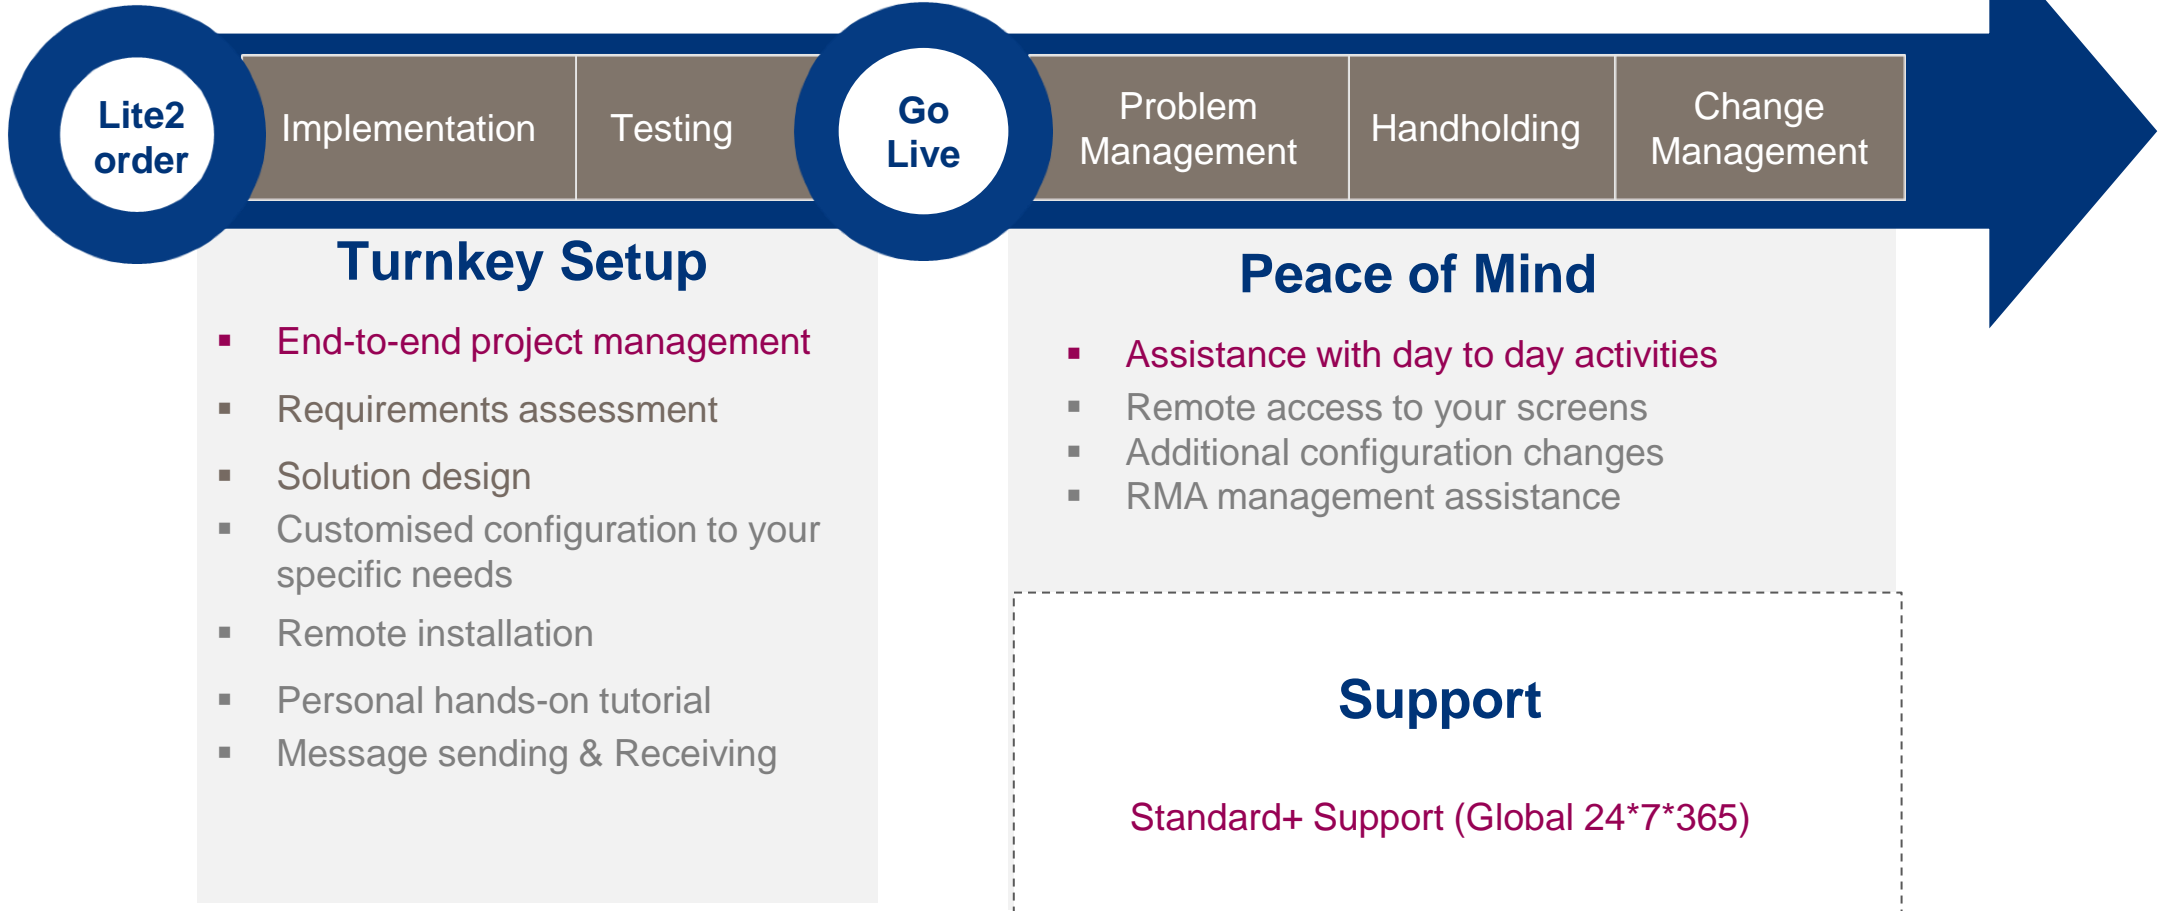 Lite2
order
Implementation
Testing
Go
Live
Problem
Management
Handholding
Change
Management
Turnkey Setup
▪ End-to-end project management
▪ Requirements assessment
▪ Solution design
▪ Customised configuration to your
specific needs
▪ Remote installation
▪ Personal hands-on tutorial
▪ Message sending & Receiving
Peace of Mind
▪ Assistance with day to day activities
▪ Remote access to your screens
▪ Additional configuration changes
▪ RMA management assistance
Support
Standard+ Support (Global 24*7*365)